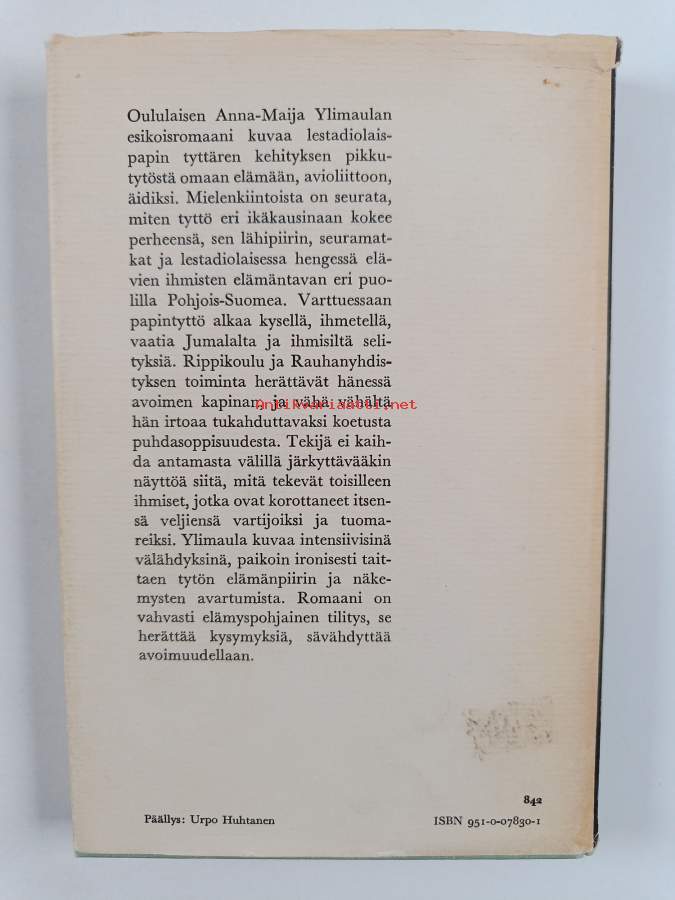 Oululaisen Anna-Maija Ylimaulan
esikoisromaani kuvaa lestadiolais-
papin tyttären kehityksen pikku-
tytöstä omaan elämään, avioliittoon,
äidiksi. Mielenkiintoista on seurata,
miten tyttö eri ikäkausinaan kokee
perheensä, sen lähipiirin, seuramat-
kat ja lestadiolaisessa hengessä elä-
vien ihmisten elämäntavan eri puo-
lilla Pohjois-Suomea. Varttuessaan
papintyttö alkaa kysellä, ihmetellä,
vaatia Jumalalta ja ihmisiltä seli-
tyksiä. Rippikoulu ja Rauhanyhdis-
tyksen toiminta herättävät hänessä
avoimen kapinan, ja vähä vähältä
Antikvariaatti.net
hän irtoaa tukahduttavaksi koetusta
puhdasoppisuudesta. Tekijä ei kaih-
da antamasta välillä järkyttävääkin
näyttöä siitä, mitä tekevät toisilleen
ihmiset, jotka ovat korottaneet itsen-
sä veljiensä vartijoiksi ja tuoma-
reiksi. Ylimaula kuvaa intensiivisinä
välähdyksinä, paikoin ironisesti tait-
taen tytön elämänpiirin ja näke-
mysten avartumista. Romaani on
vahvasti elämyspohjainen tilitys, se
herättää kysymyksiä, sävähdyttää
avoimuudellaan.
842
Päällys: Urpo Huhtanen
ISBN 951-0-07830-1